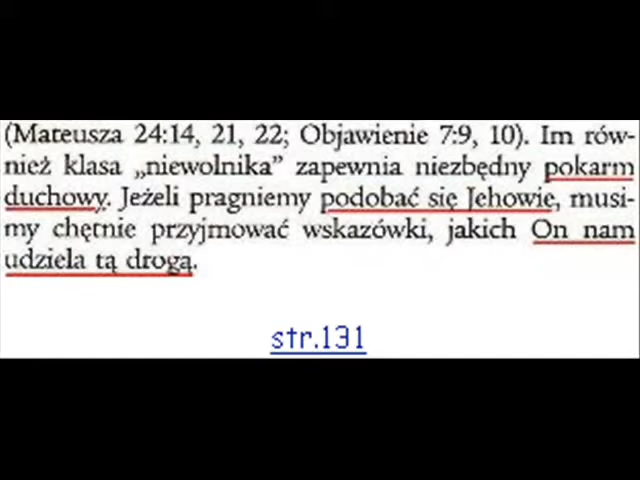 (Mateusza 24:14, 21, 22; Objawienie 7:9, 10). Im rów-
nież klasa „niewolnika” zapewnia niezbędny pokarm
duchowy. Jeżeli pragniemy podobać się Jehowie, musi-
my chętnie przyjmować wskazówki, jakich On nam
udziela tą drogą.
str.131